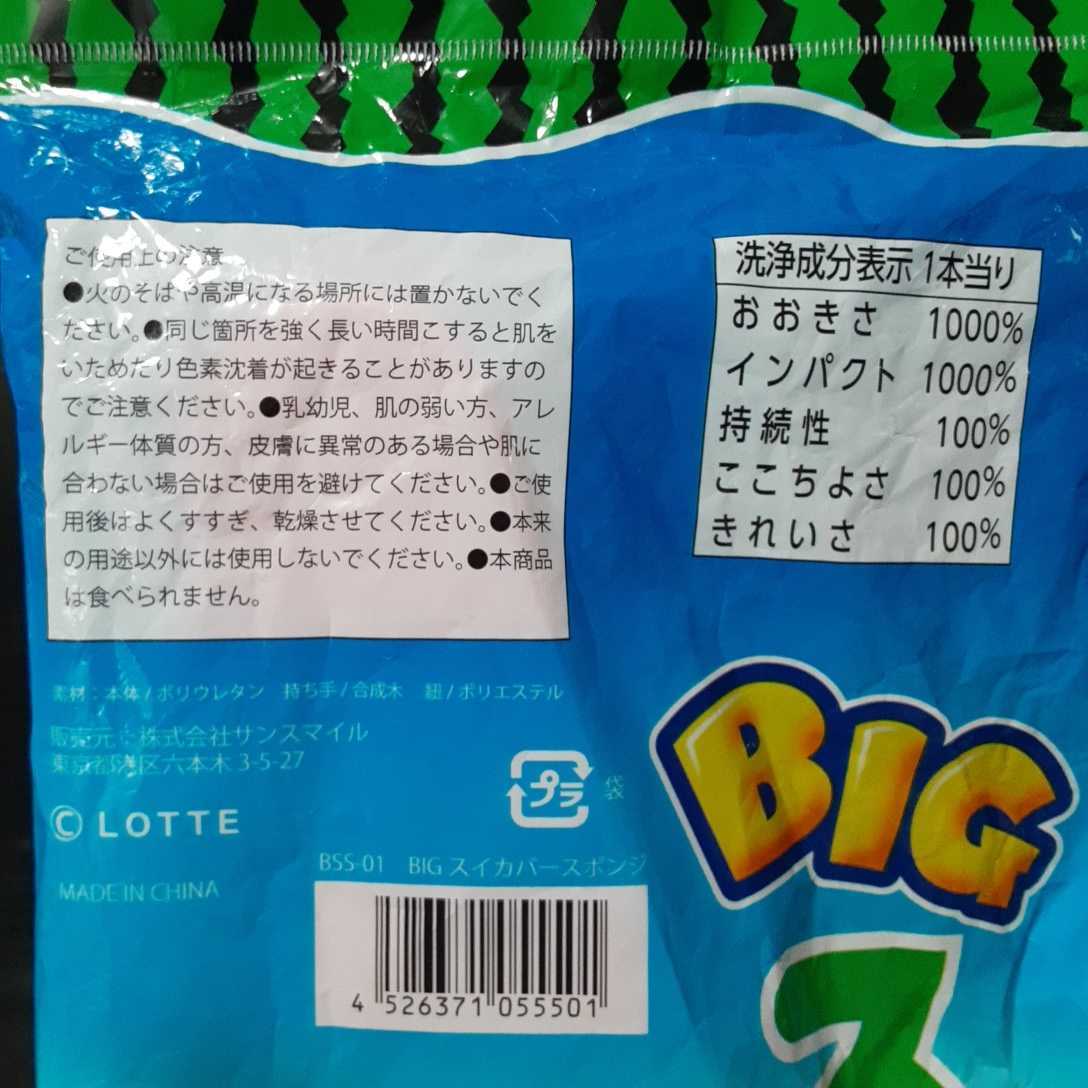 ご使用上の注意
●火のそばや高温になる場所には置かないでく
ださい。●同じ箇所を強く長い時間こすると肌を
いためたり色素沈着が起きることがありますの
でご注意ください。●乳幼児、肌の弱い方、アレ
ルギー体質の方、皮膚に異常のある場合や肌に
合わない場合はご使用を避けてください。●ご使
用後はよくすすぎ、乾燥させてください。●本来
の用途以外には使用しないでください。●本商品
は食べられません。
洗浄成分表示 1本当り
おおきさ 1000%
インパクト 1000%
持続性 100%
ここちよさ 100%
きれいさ 100%
素材:本体/ポリウレタン 持ち手/合成木 紐/ポリエステル
販売元:株式会社サンスマイル
東京都港区六本木 3-5-27
プラ 袋
© LOTTE
MADE IN CHINA
BSS-01 BIG スイカバースポンジ
4 526371 055501
BIG
ス